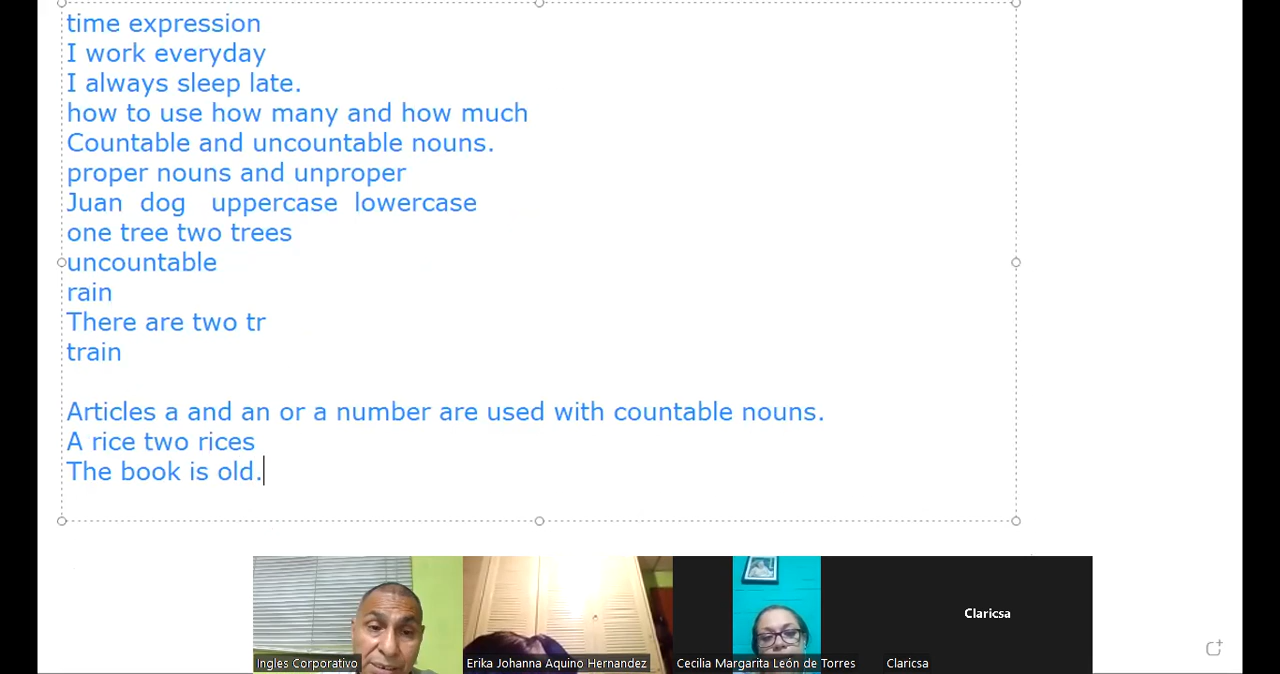 time expression
I work everyday
I always sleep late.
how to use how many and how much
Countable and uncountable nouns.
proper nouns and unproper
Juan dog uppercase lowercase
one tree two trees
uncountable
rain
There are two tr
train
Articles a and an or a number are used with countable nouns.
A rice two rices
The book is old.
Claricsa
Ingles Corporativo
Erika Johanna Aquino Hernandez
Cecilia Margarita León de Torres
Claricsa